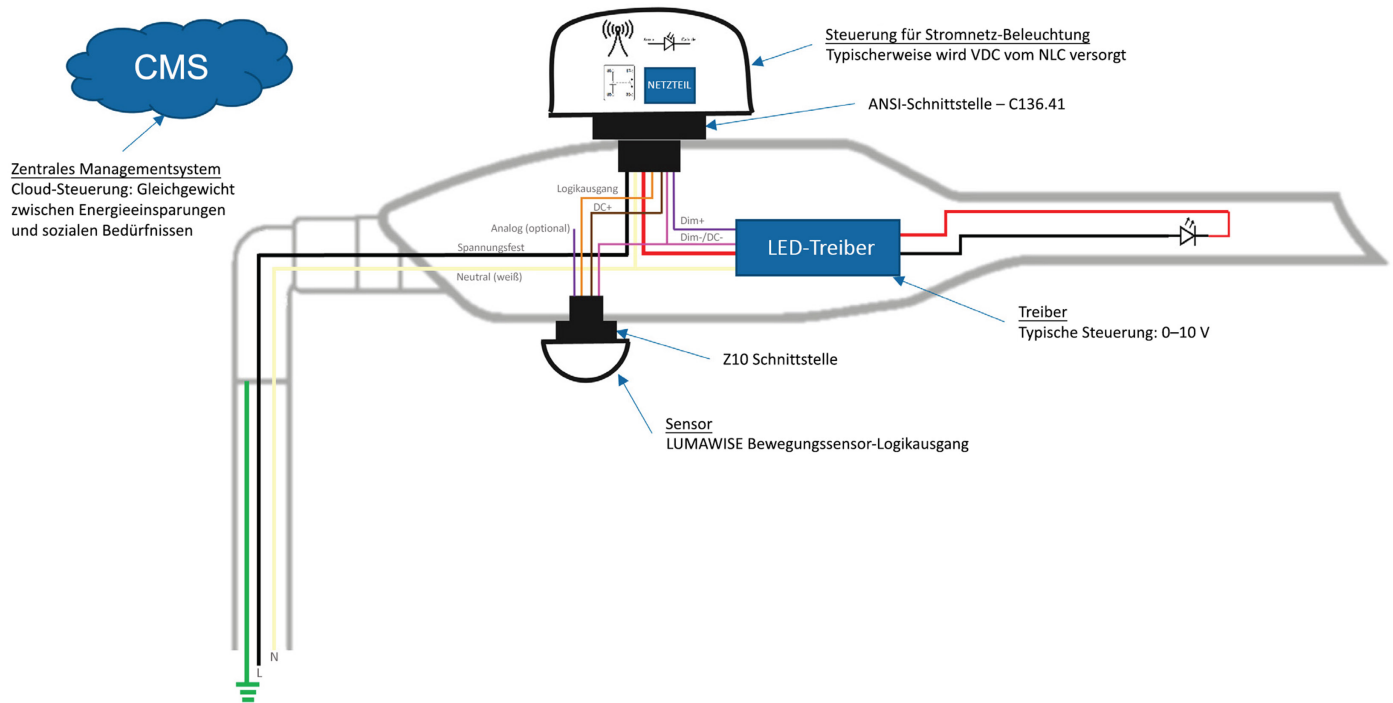 CMS
Zentrales Managementsystem
Cloud-Steuerung: Gleichgewicht
zwischen Energieeinsparungen
und sozialen Bedürfnissen
NETZTEIL
Steuerung für Stromnetz-Beleuchtung
Typischerweise wird VDC vom NLC versorgt
ANSI-Schnittstelle – C136.41
Logikausgang
DC+
Analog (optional)
Spannungsfest
Neutral (weiß)
Dim+
Dim-/DC-
LED-Treiber
Treiber
Typische Steuerung: 0–10 V
Z10 Schnittstelle
Sensor
LUMAWISE Bewegungssensor-Logikausgang
N
L